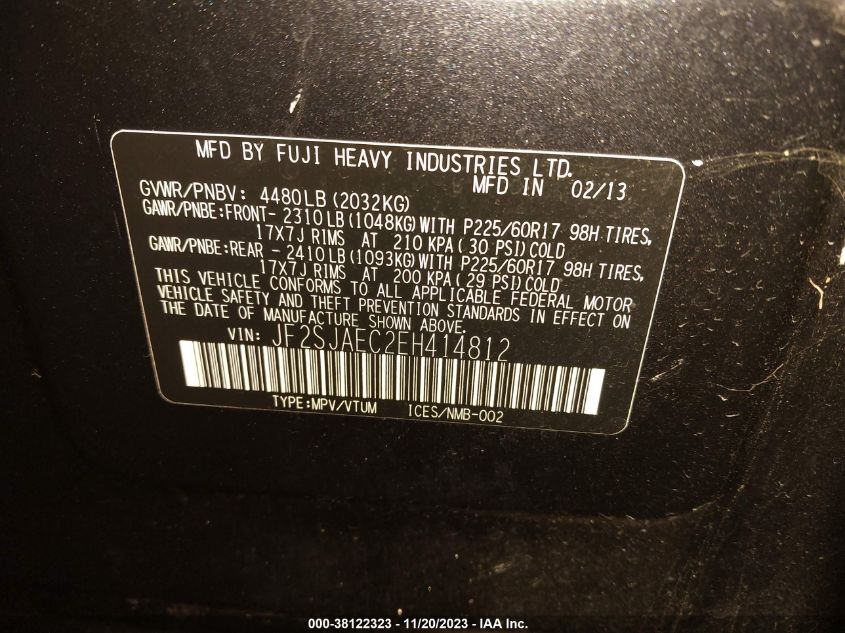 MFD BY FUJI HEAVY INDUSTRIES LTD.
MFD IN 02/13
GVWR/PNBV: 4480LB (2032KG)
GAWR/PNBE:FRONT- 2310LB (1048KG) WITH P225/60R17 98H TIRES,
17X7J RIMS AT 210 KPA (30 PSI) COLD
GAWR/PNBE:REAR - 2410LB (1093KG) WITH P225/60R17 98H TIRES,
17X7J RIMS AT 200 KPA (29 PSI) COLD
THIS VEHICLE CONFORMS TO ALL APPLICABLE FEDERAL MOTOR
VEHICLE SAFETY AND THEFT PREVENTION STANDARDS IN EFFECT ON
THE DATE OF MANUFACTURE SHOWN ABOVE.
VIN: JF2SJAEC2EH414812
TYPE:MPV/VTUM ICES/NMB-002
000-38122323 - 11/20/2023 - IAA Inc.